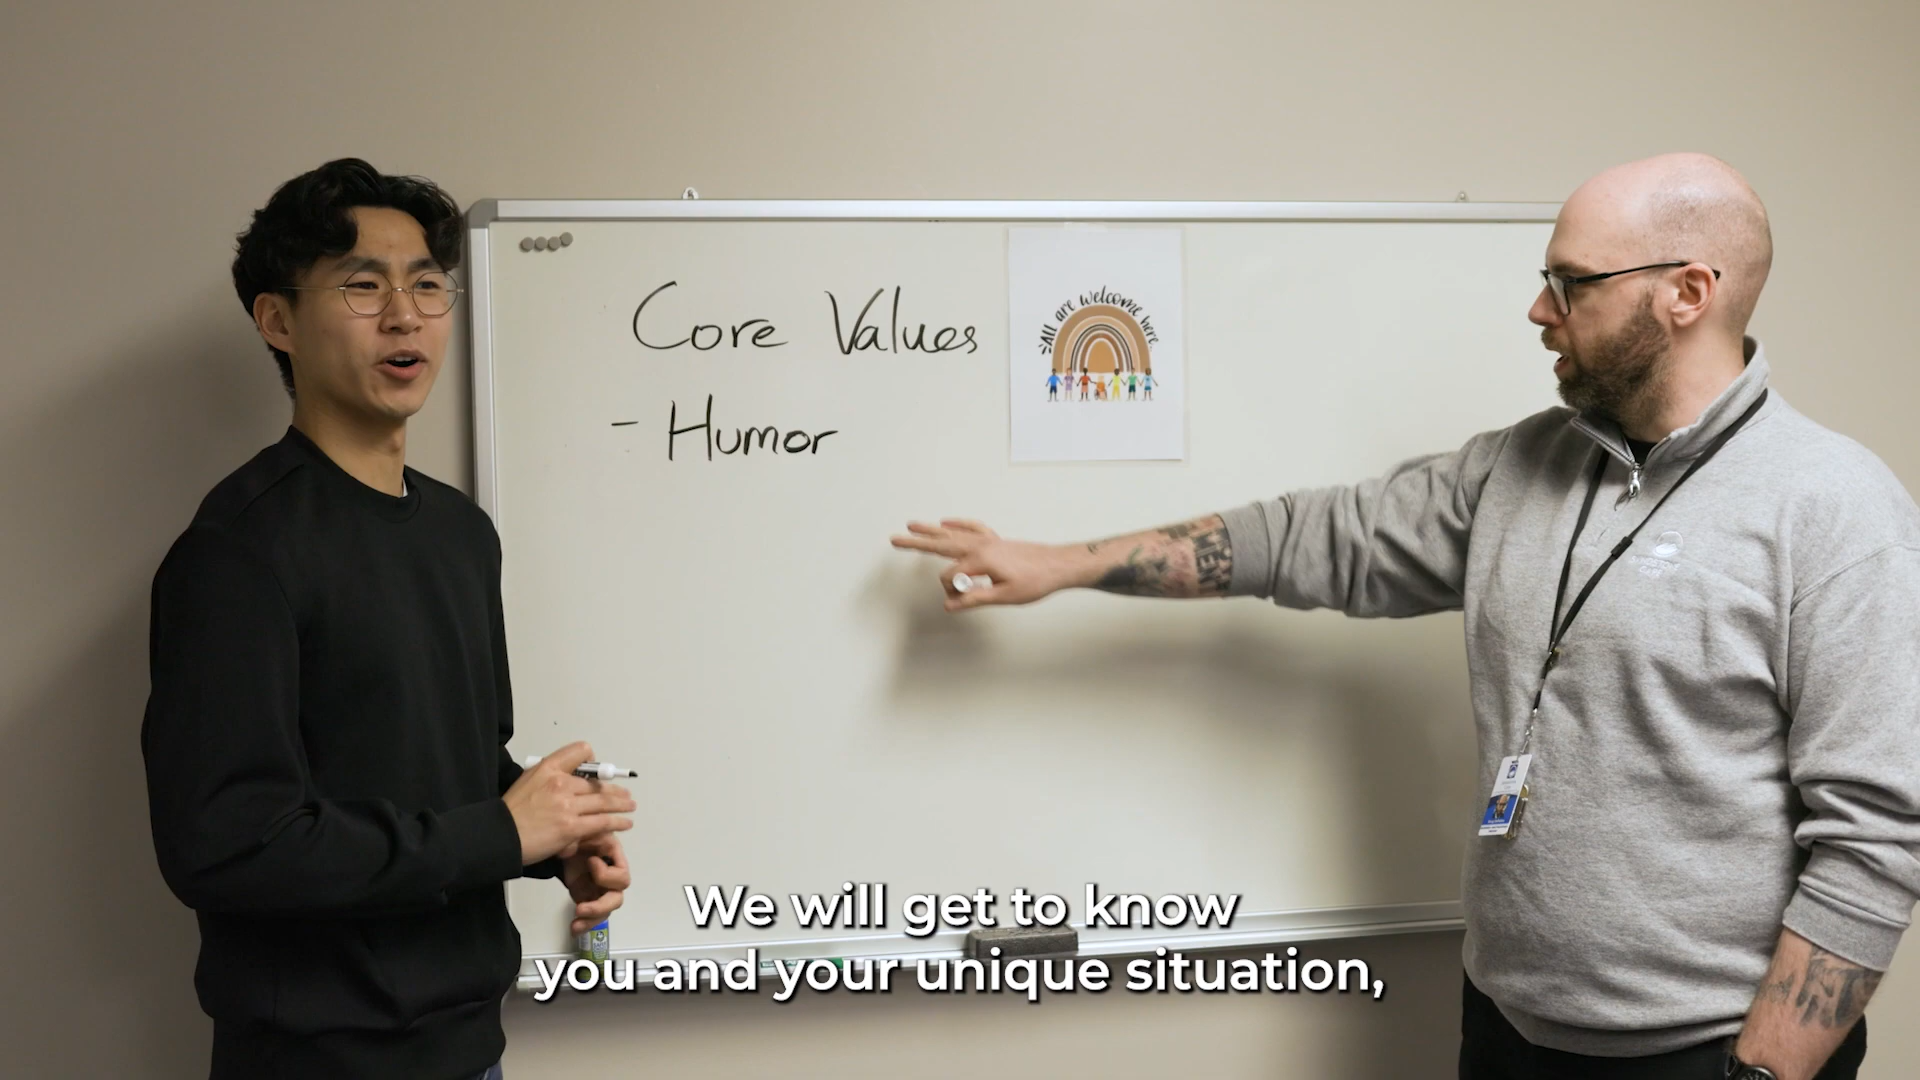 Core Values
- Humor
All are welcome here.
We will get to know
you and your unique situation,